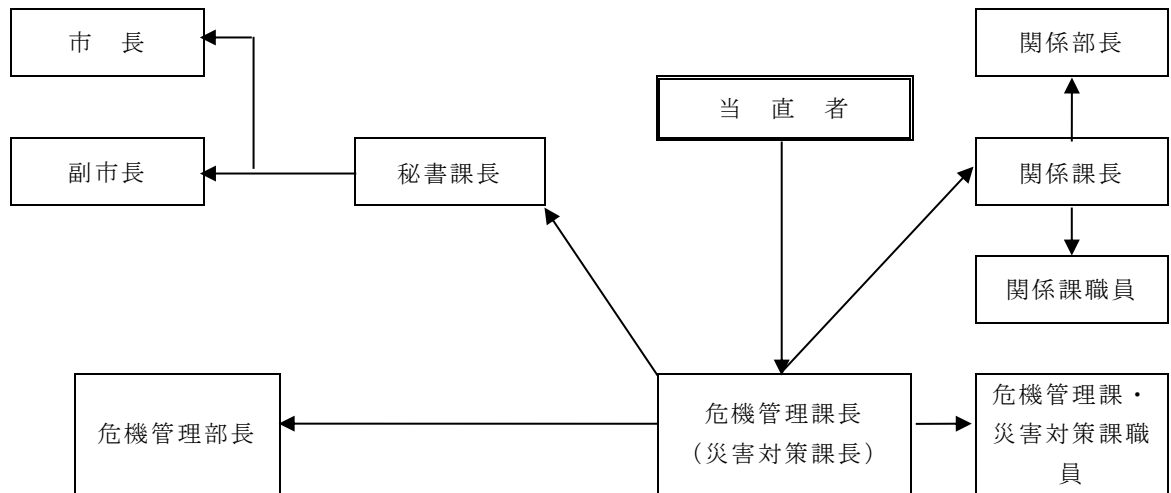 市　長
関係部長
当　直　者
副市長
秘書課長
関係課長
関係課職員
危機管理部長
危機管理課長
（災害対策課長）
危機管理課・
災害対策課職
員